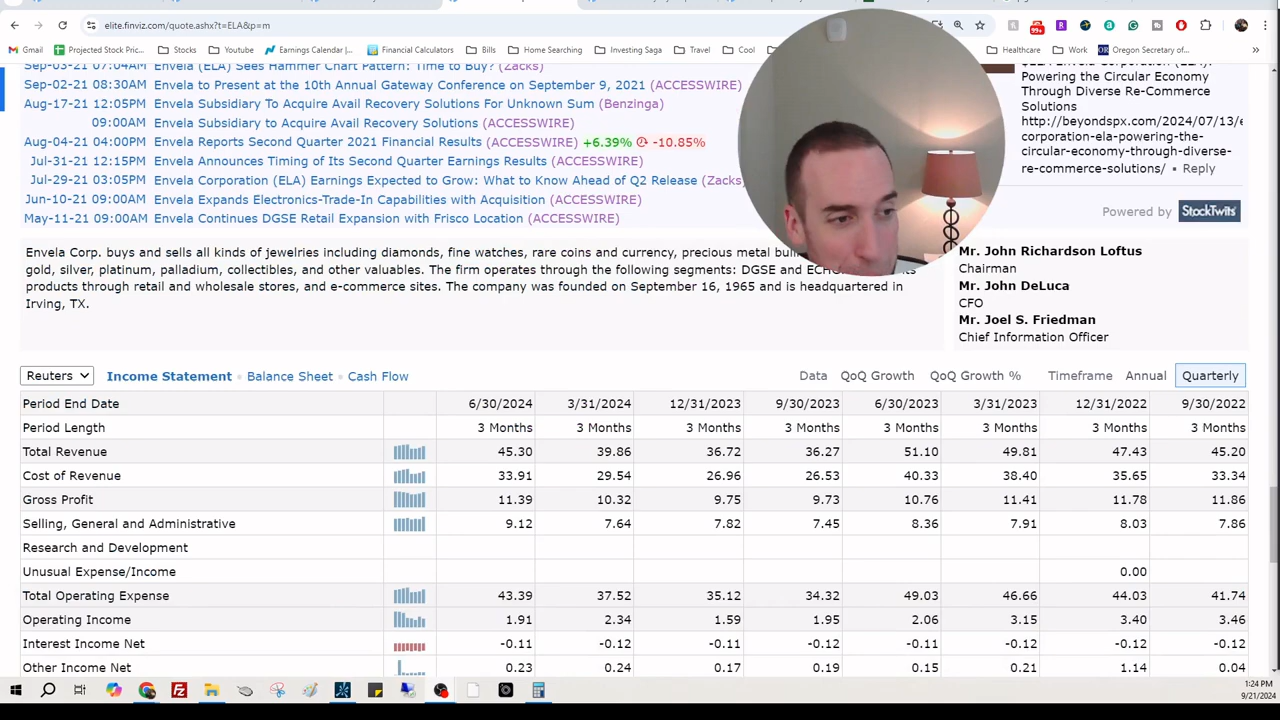 elite.finviz.com/quote.ashx?t=ELA&p=m
99+
Gmail Projected Stock Pric... Stocks Youtube Earnings Calendar |... Financial Calculators Bills Home Searching Investing Saga Travel Cool Healthcare Work Oregon Secretary of... »
Sep-03-21 07:04AM Envela (ELA) Sees Hammer Chart Pattern: Time to Buy? (Zacks)
Sep-02-21 08:30AM Envela to Present at the 10th Annual Gateway Conference on September 9, 2021 (ACCESSWIRE)
Aug-17-21 12:05PM Envela Subsidiary To Acquire Avail Recovery Solutions For Unknown Sum (Benzinga)
09:00AM Envela Subsidiary to Acquire Avail Recovery Solutions (ACCESSWIRE)
Aug-04-21 04:00PM Envela Reports Second Quarter 2021 Financial Results (ACCESSWIRE) +6.39% -10.85%
Jul-31-21 12:15PM Envela Announces Timing of Its Second Quarter Earnings Results (ACCESSWIRE)
Jul-29-21 03:05PM Envela Corporation (ELA) Earnings Expected to Grow: What to Know Ahead of Q2 Release (Zacks)
Jun-10-21 09:00AM Envela Expands Electronics-Trade-In Capabilities with Acquisition (ACCESSWIRE)
May-11-21 09:00AM Envela Continues DGSE Retail Expansion with Frisco Location (ACCESSWIRE)
$ELA Envela Corporation (ELA):
Powering the Circular Economy
Through Diverse Re-Commerce
Solutions
http://beyondspx.com/2024/07/13/e
corporation-ela-powering-the-
circular-economy-through-diverse-
re-commerce-solutions/ • Reply
Powered by StockTwits
Envela Corp. buys and sells all kinds of jewelries including diamonds, fine watches, rare coins and currency, precious metal
gold, silver, platinum, palladium, collectibles, and other valuables. The firm operates through the following segments: DGSE and
products through retail and wholesale stores, and e-commerce sites. The company was founded on September 16, 1965 and is headquartered in
Irving, TX.
Mr. John Richardson Loftus
Chairman
Mr. John DeLuca
CFO
Mr. Joel S. Friedman
Chief Information Officer
Reuters Income Statement Balance Sheet Cash Flow Data QoQ Growth QoQ Growth % Timeframe Annual Quarterly
Period End Date 6/30/2024 3/31/2024 12/31/2023 9/30/2023 6/30/2023 3/31/2023 12/31/2022 9/30/2022
Period Length 3 Months 3 Months 3 Months 3 Months 3 Months 3 Months 3 Months 3 Months
Total Revenue 45.30 39.86 36.72 36.27 51.10 49.81 47.43 45.20
Cost of Revenue 33.91 29.54 26.96 26.53 40.33 38.40 35.65 33.34
Gross Profit 11.39 10.32 9.75 9.73 10.76 11.41 11.78 11.86
Selling, General and Administrative 9.12 7.64 7.82 7.45 8.36 7.91 8.03 7.86
Research and Development
Unusual Expense/Income 0.00
Total Operating Expense 43.39 37.52 35.12 34.32 49.03 46.66 44.03 41.74
Operating Income 1.91 2.34 1.59 1.95 2.06 3.15 3.40 3.46
Interest Income Net -0.11 -0.12 -0.11 -0.12 -0.11 -0.12 -0.12 -0.12
Other Income Net 0.23 0.24 0.17 0.19 0.15 0.21 1.14 0.04
1:24 PM
9/21/2024